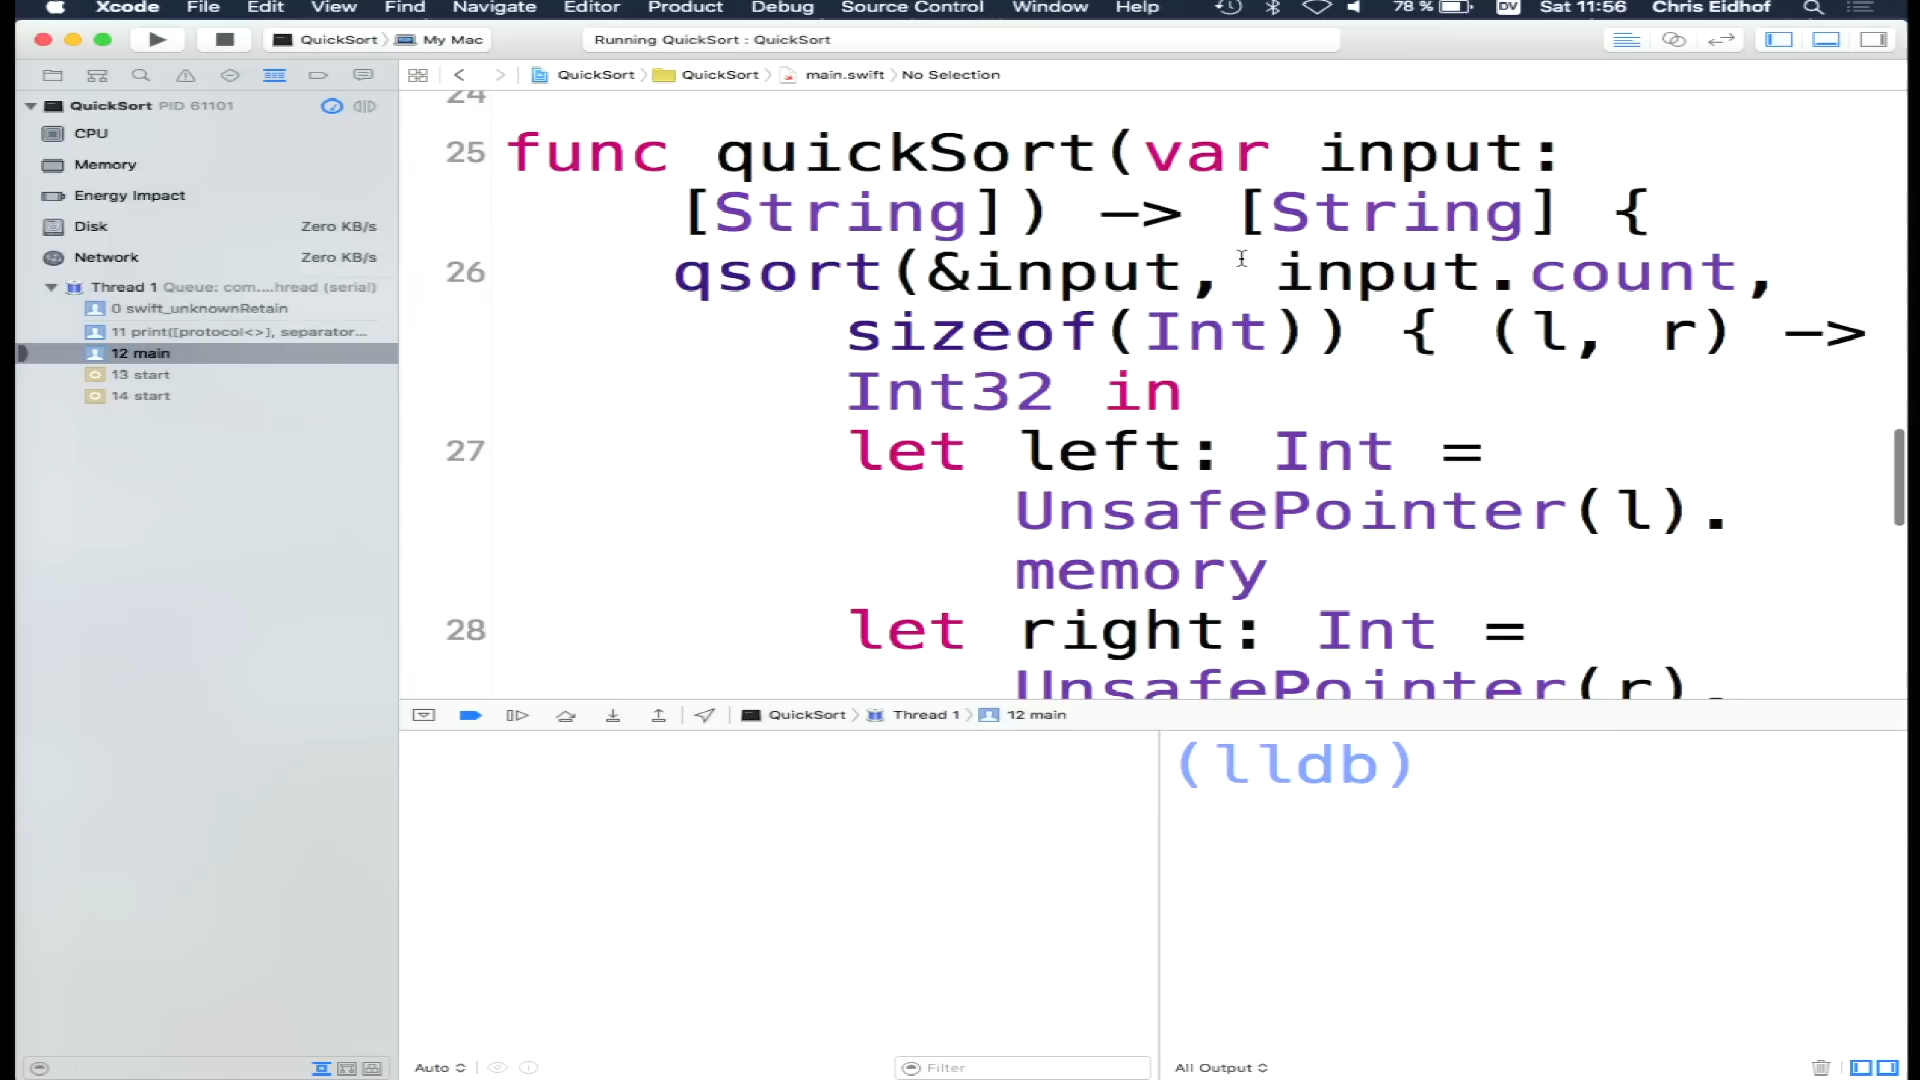 Xcode File Edit View Find Navigate Editor Product Debug Source Control Window Help 78 % DV Sat 11:56 Chris Eidhof
QuickSort My Mac Running QuickSort : QuickSort
QuickSort QuickSort main.swift No Selection
QuickSort PID 61101
CPU
Memory
Energy Impact
Disk Zero KB/s
Network Zero KB/s
Thread 1 Queue: com....hread (serial)
0 swift_unknownRetain
11 print([protocol<>], separator...
12 main
13 start
14 start
24
25 func quickSort(var input:
[String]) -> [String] {
26 qsort(&input, input.count,
sizeof(Int)) { (l, r) ->
Int32 in
27 let left: Int =
UnsafePointer(l).
memory
28 let right: Int =
UnsafePointer(r).
QuickSort Thread 1 12 main
(lldb)
Auto Filter All Output